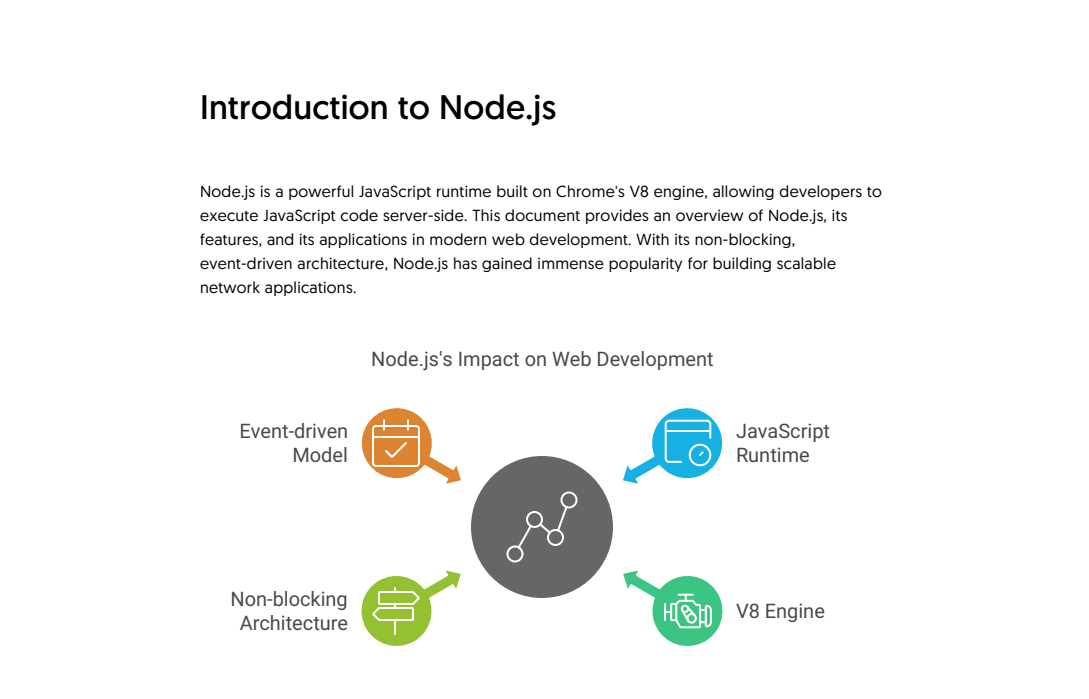 Introduction to Node.js
Node.js is a powerful JavaScript runtime built on Chrome's V8 engine, allowing developers to
execute JavaScript code server-side. This document provides an overview of Node.js, its
features, and its applications in modern web development. With its non-blocking,
event-driven architecture, Node.js has gained immense popularity for building scalable
network applications.
Node.js's Impact on Web Development
Event-driven
Model
JavaScript
Runtime
Non-blocking
Architecture
V8 Engine